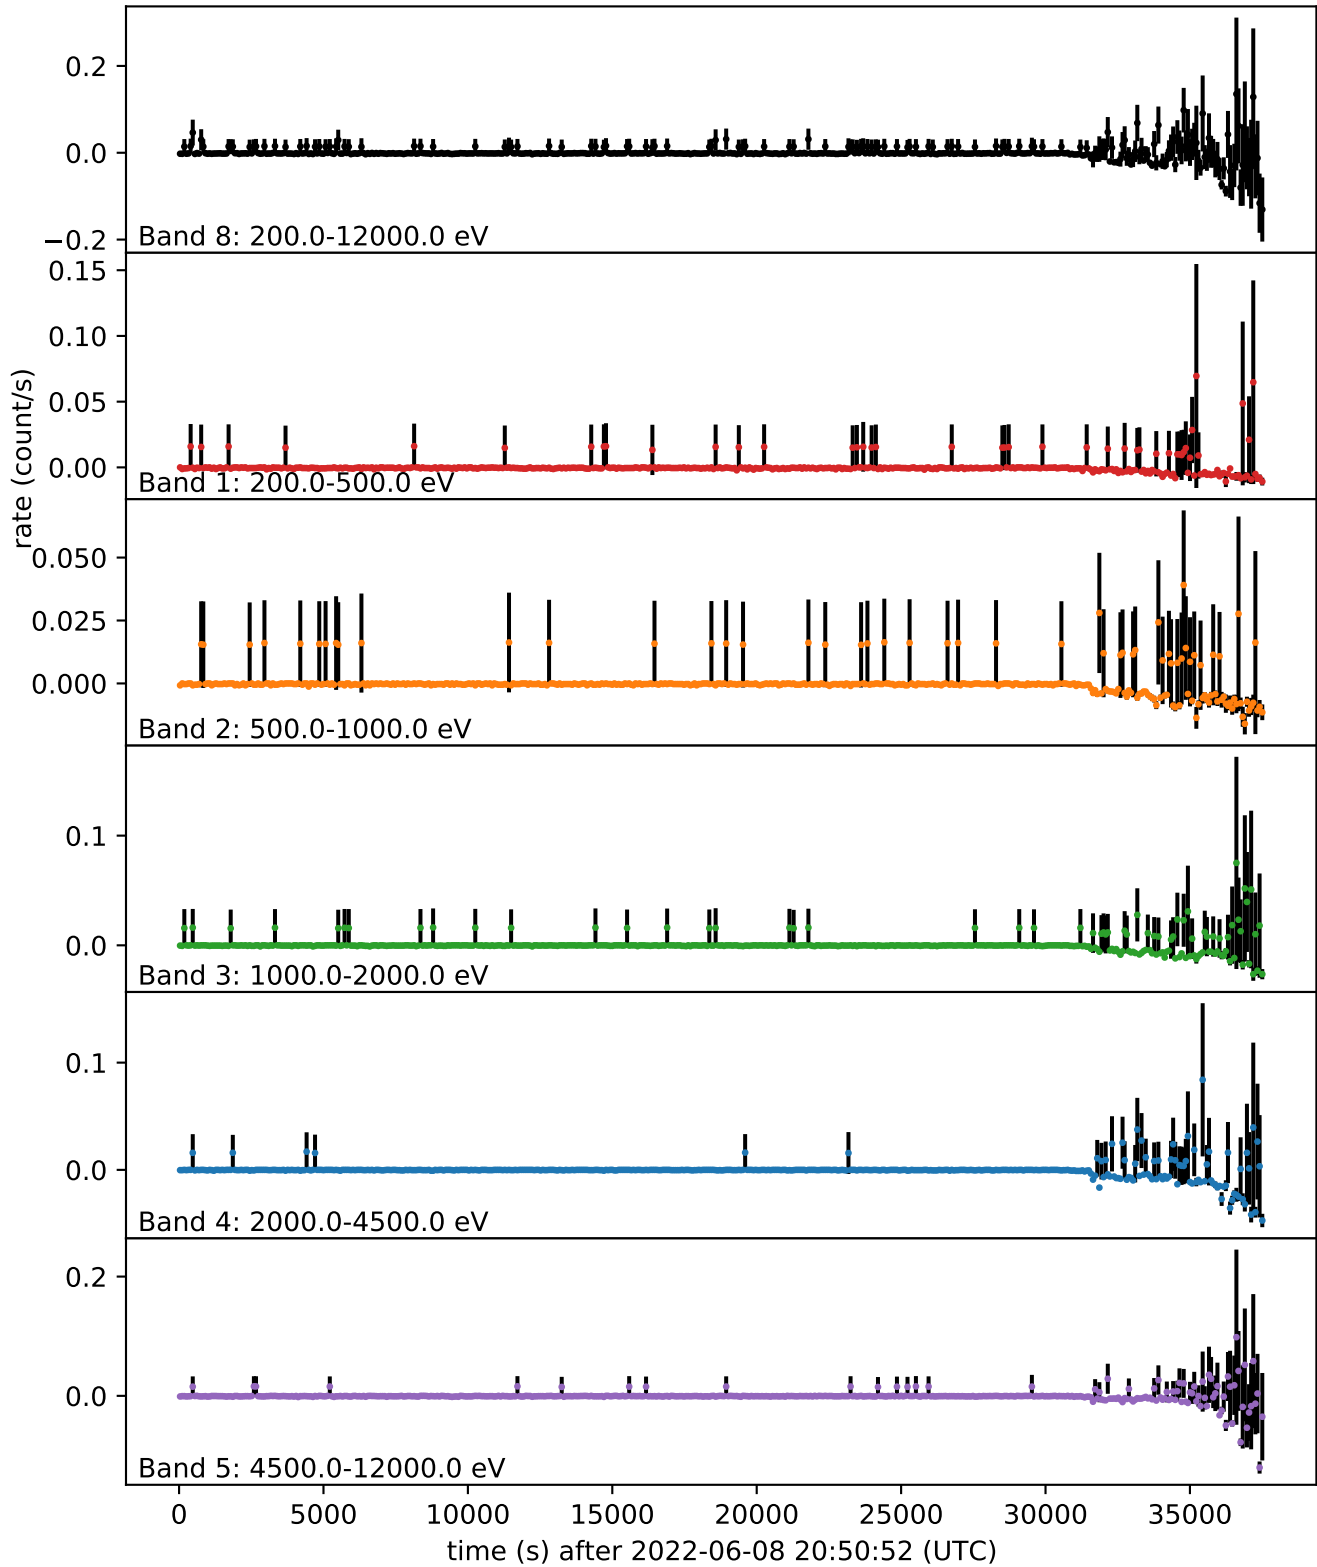 0.2
0.0
−0.2
Band 8: 200.0-12000.0 eV
0.15
0.10
0.05
0.00
Band 1: 200.0-500.0 eV
rate (count/s)
0.050
0.025
0.000
Band 2: 500.0-1000.0 eV
0.1
0.0
Band 3: 1000.0-2000.0 eV
0.1
0.0
Band 4: 2000.0-4500.0 eV
0.2
0.0
Band 5: 4500.0-12000.0 eV
0 5000 10000 15000 20000 25000 30000 35000
time (s) after 2022-06-08 20:50:52 (UTC)